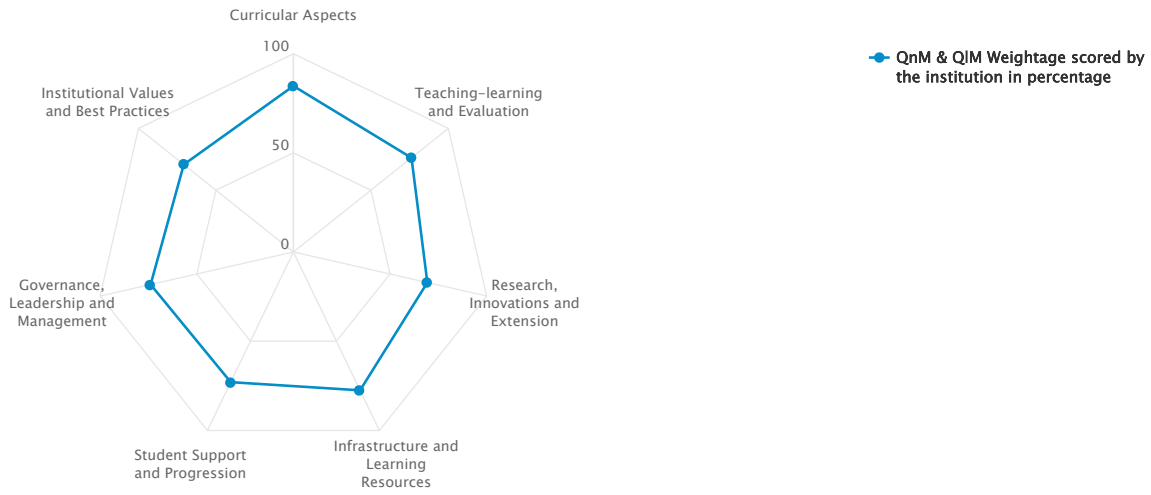 Curricular Aspects
100
QnM & QlM Weightage scored by
the institution in percentage
Institutional Values
and Best Practices
Teaching-learning
and Evaluation
50
0
Governance,
Leadership and
Management
Research,
Innovations and
Extension
Student Support
and Progression
Infrastructure and
Learning
Resources